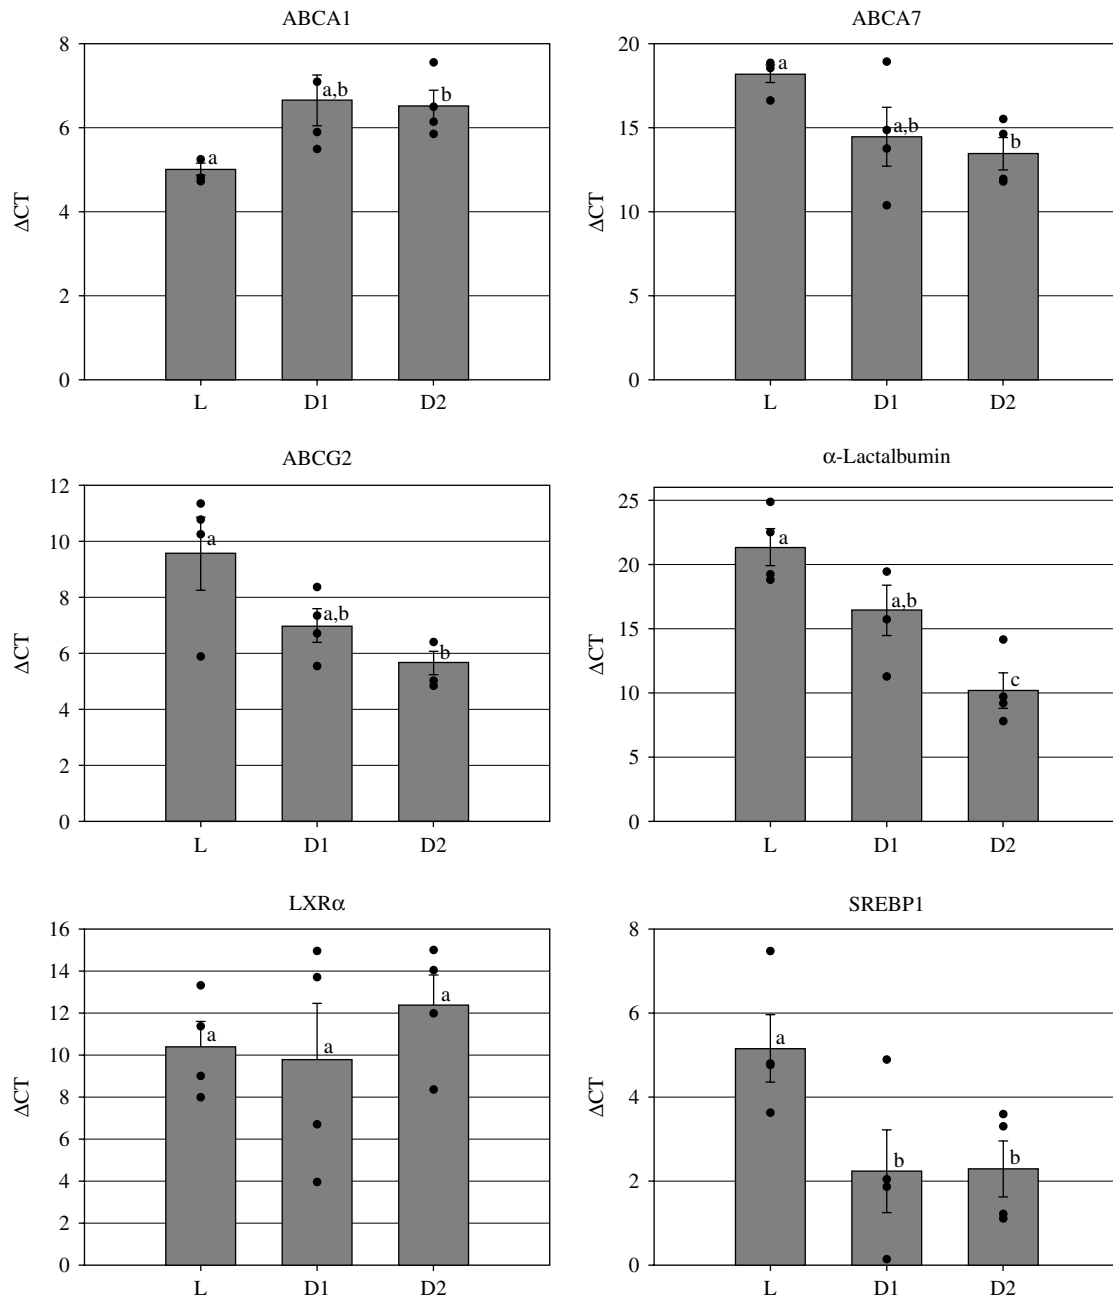 ABCA1
8
6
4
2
0
ΔCT
a
a,b
b
L D1 D2
ABCA7
20
15
10
5
0
ΔCT
a
a,b
b
L D1 D2
ABCG2
12
10
8
6
4
2
0
ΔCT
a
a,b
b
L D1 D2
α-Lactalbumin
25
20
15
10
5
0
ΔCT
a
a,b
c
L D1 D2
LXRα
16
14
12
10
8
6
4
2
0
ΔCT
a
a
a
L D1 D2
SREBP1
8
6
4
2
0
ΔCT
a
b
b
L D1 D2